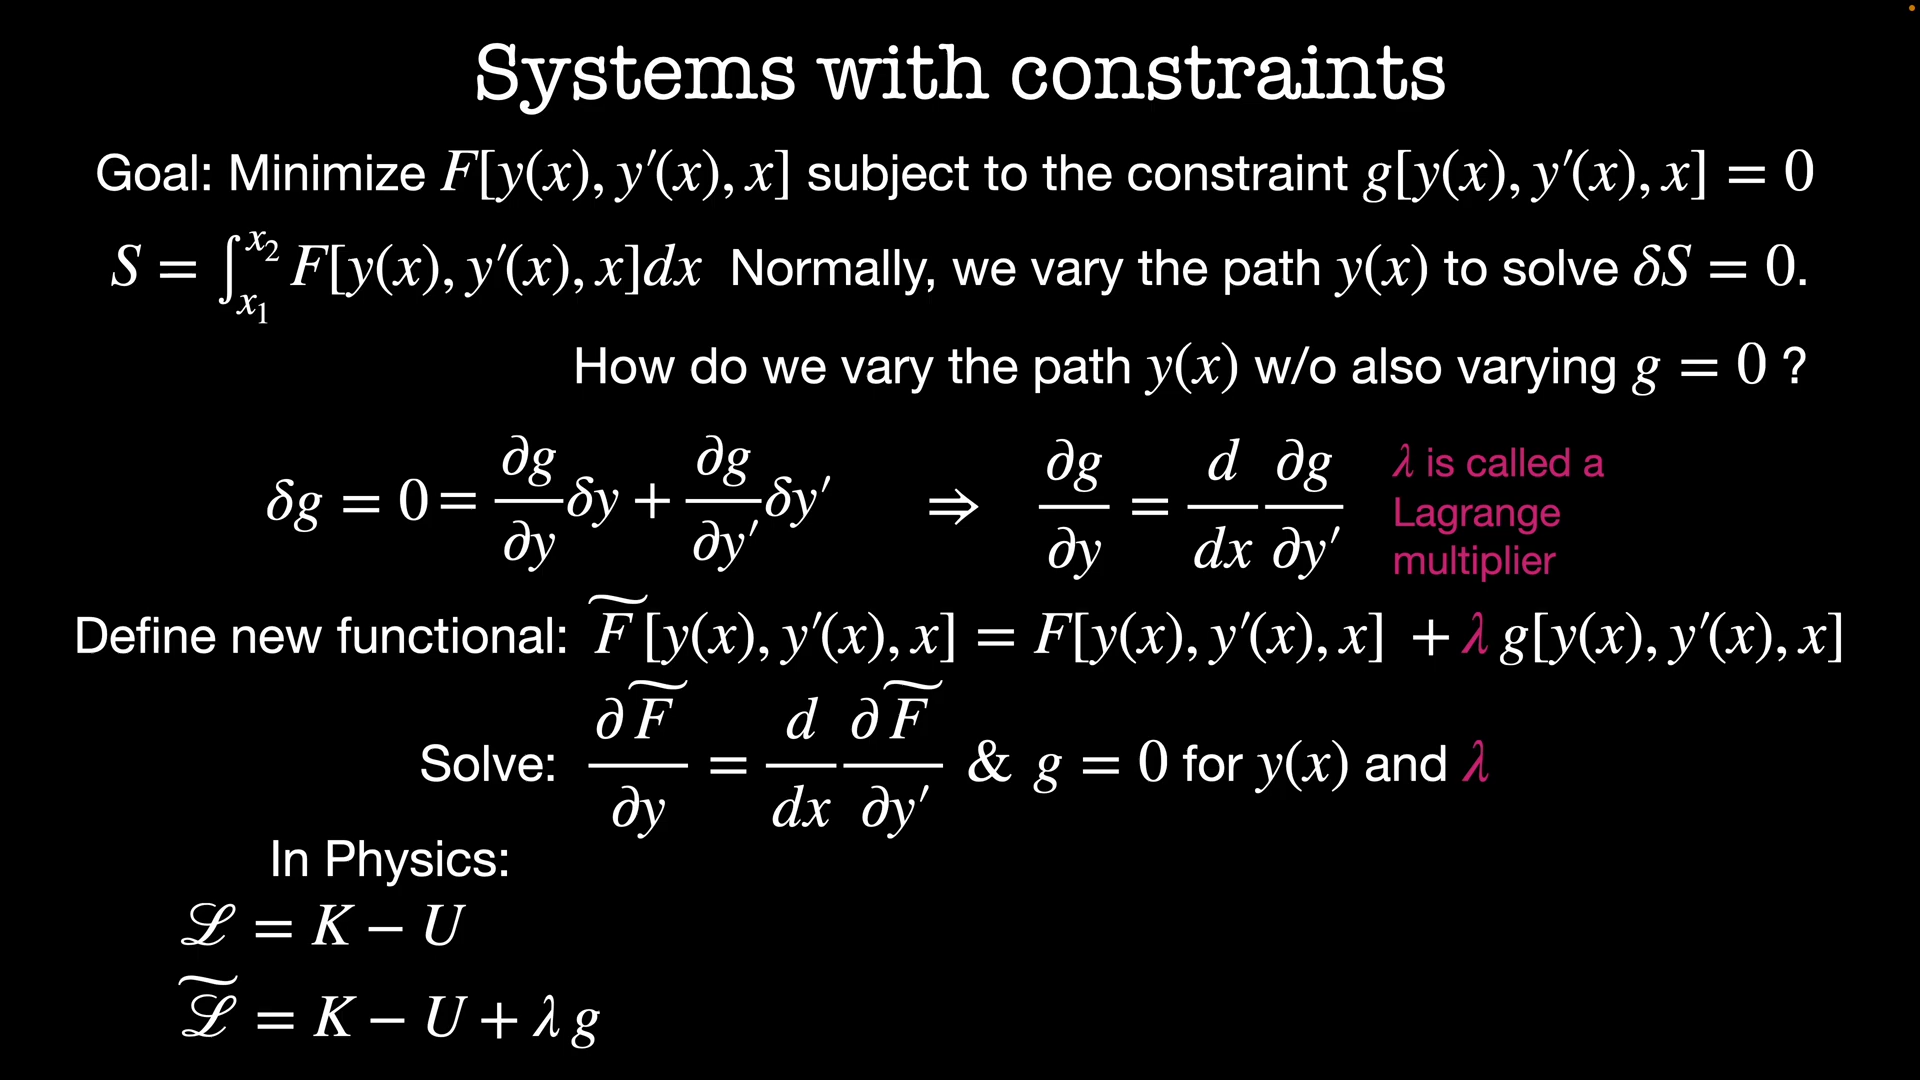 Systems with constraints
Goal: Minimize F[y(x), y′(x), x] subject to the constraint g[y(x), y′(x), x] = 0
S = ∫_{x₁}^{x₂} F[y(x), y′(x), x]dx Normally, we vary the path y(x) to solve δS = 0.
How do we vary the path y(x) w/o also varying g = 0 ?
δg = 0 = ∂g/∂y δy + ∂g/∂y′ δy′ ⇒ ∂g/∂y = d/dx ∂g/∂y′
λ is called a
Lagrange
multiplier
Define new functional: F̃ [y(x), y′(x), x] = F[y(x), y′(x), x] + λ g[y(x), y′(x), x]
Solve: ∂F̃/∂y = d/dx ∂F̃/∂y′ & g = 0 for y(x) and λ
In Physics:
ℒ = K − U
ℒ̃ = K − U + λ g